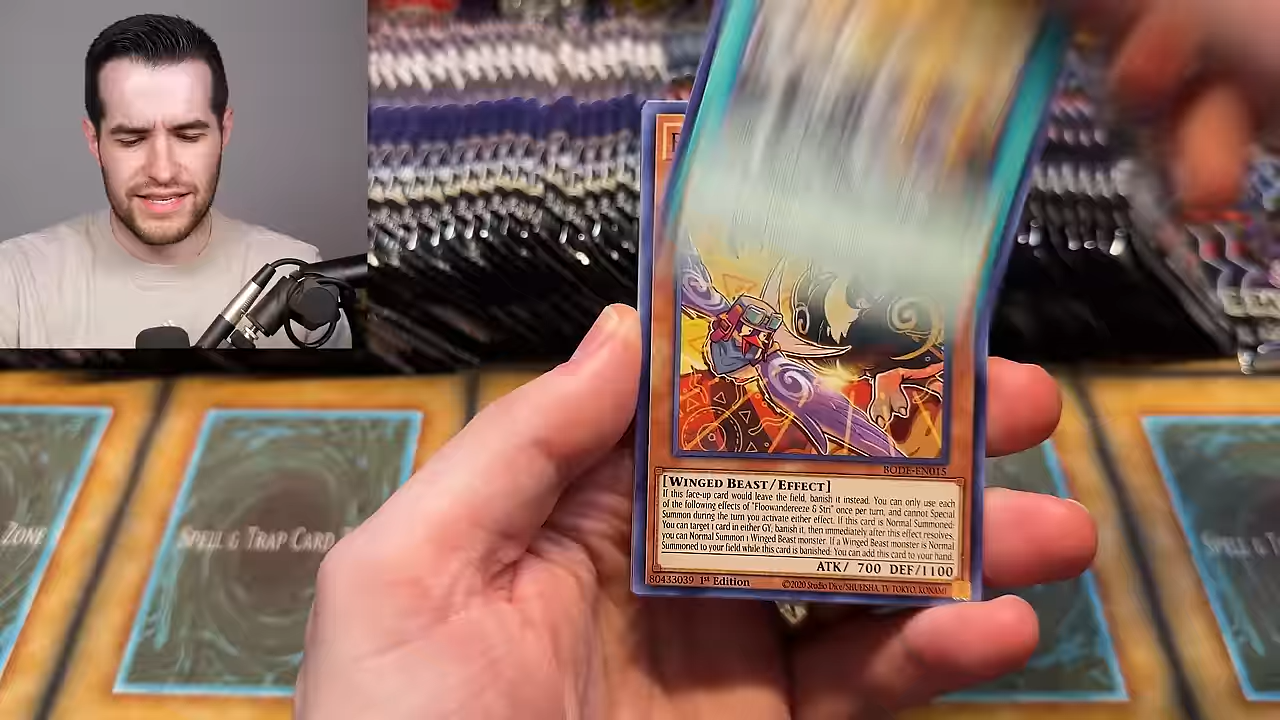 BODE-EN015
[WINGED BEAST/EFFECT]
If this face-up card would leave the field, banish it instead. You can only use each
of the following effects of "Floowandereeze & Stri" once per turn, and cannot Special
Summon during the turn you activate either effect. If this card is Normal Summoned:
You can target 1 card in either GY; banish it, then immediately after this effect resolves,
you can Normal Summon 1 Winged Beast monster. If a Winged Beast monster is Normal
Summoned to your field while this card is banished: You can add this card to your hand.
ATK/ 700 DEF/1100
80433039 1st Edition
©2020 Studio Dice/SHUEISHA, TV TOKYO, KONAMI
ZONE
SPELL & TRAP CARD
SPELL & T